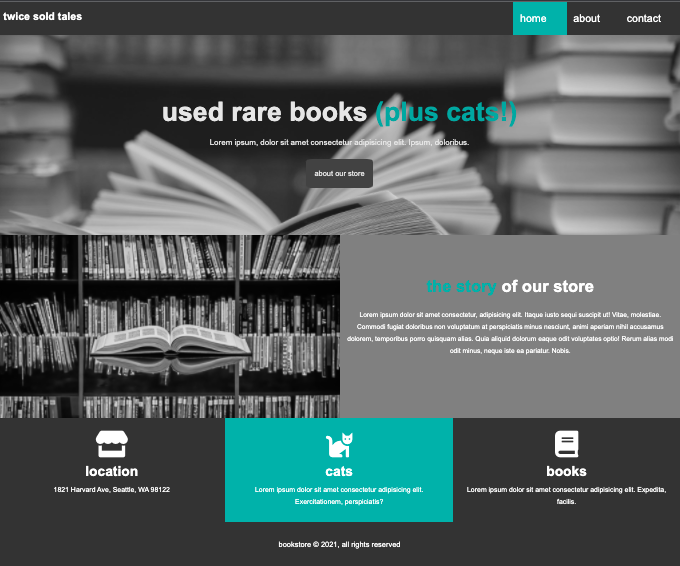 twice sold tales
home about contact
used rare books (plus cats!)
Lorem ipsum, dolor sit amet consectetur adipisicing elit. Ipsum, doloribus.
about our store
the story of our store
Lorem ipsum dolor sit amet consectetur, adipisicing elit. Itaque iusto sequi suscipit ut! Vitae, molestiae.
Commodi fugiat doloribus non voluptatum at perspiciatis minus nesciunt, animi aperiam nihil accusamus
dolorem, temporibus porro quisquam alias. Quia aliquid dolorum eaque odit voluptates optio! Rerum alias modi
odit minus, neque iste ea pariatur. Nobis.
location
1821 Harvard Ave, Seattle, WA 98122
cats
Lorem ipsum dolor sit amet consectetur adipisicing elit.
Exercitationem, perspiciatis?
books
Lorem ipsum dolor sit amet consectetur adipisicing elit. Expedita,
facilis.
bookstore © 2021, all rights reserved